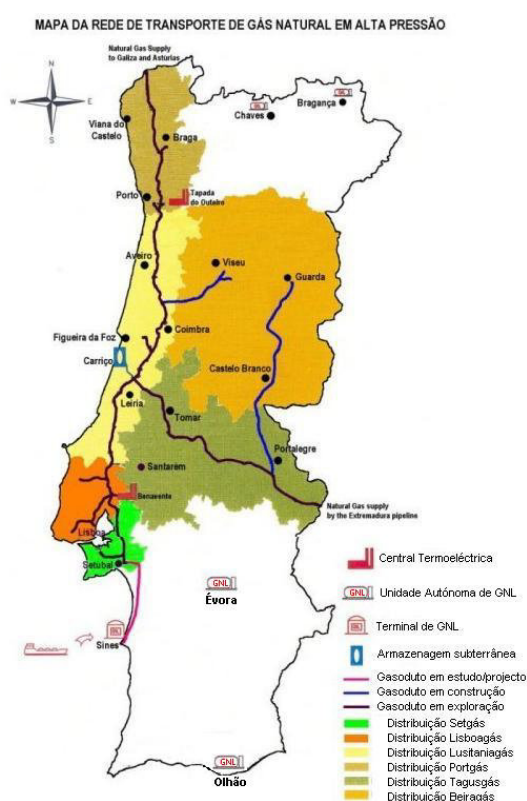 MAPA DA REDE DE TRANSPORTE DE GÁS NATURAL EM ALTA PRESSÃO
Natural Gas Supply
to Galiza and Astúrias
N
W
E
S
Bragança
Chaves
Viana do
Castelo
Braga
Porto
Tapada
do Outeiro
Aveiro
Viseu
Guarda
Figueira da Foz
Coimbra
Carriço
Castelo Branco
Leiria
Tomar
Portalegre
Santarém
Benavente
Natural Gas supply
by the Extremadura pipeline
Lisboa
Setubal
GNL
Évora
Sines
GNL
Olhão
Central Termoeléctrica
GNL Unidade Autónoma de GNL
Terminal de GNL
Armazenagem subterrânea
Gasoduto em estudo/projecto
Gasoduto em construção
Gasoduto em exploração
Distribuição Setgás
Distribuição Lisboagás
Distribuição Lusitaniagás
Distribuição Portgás
Distribuição Tagusgás
Distribuição Beiragás